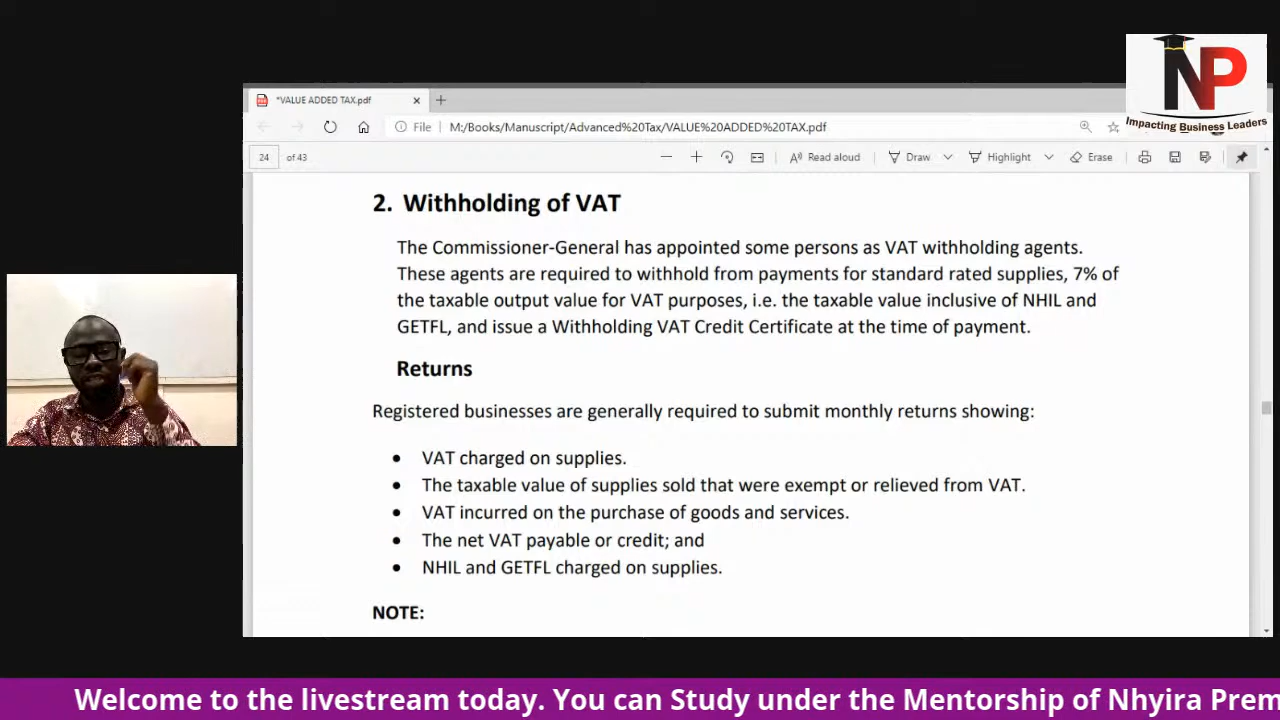 NP
Impacting Business Leaders
*VALUE ADDED TAX.pdf
File M:/Books/Manuscript/Advanced%20Tax/VALUE%20ADDED%20TAX.pdf
24 of 43 Read aloud Draw Highlight Erase
2. Withholding of VAT
The Commissioner-General has appointed some persons as VAT withholding agents.
These agents are required to withhold from payments for standard rated supplies, 7% of
the taxable output value for VAT purposes, i.e. the taxable value inclusive of NHIL and
GETFL, and issue a Withholding VAT Credit Certificate at the time of payment.
Returns
Registered businesses are generally required to submit monthly returns showing:
• VAT charged on supplies.
• The taxable value of supplies sold that were exempt or relieved from VAT.
• VAT incurred on the purchase of goods and services.
• The net VAT payable or credit; and
• NHIL and GETFL charged on supplies.
NOTE:
Welcome to the livestream today. You can Study under the Mentorship of Nhyira Prem